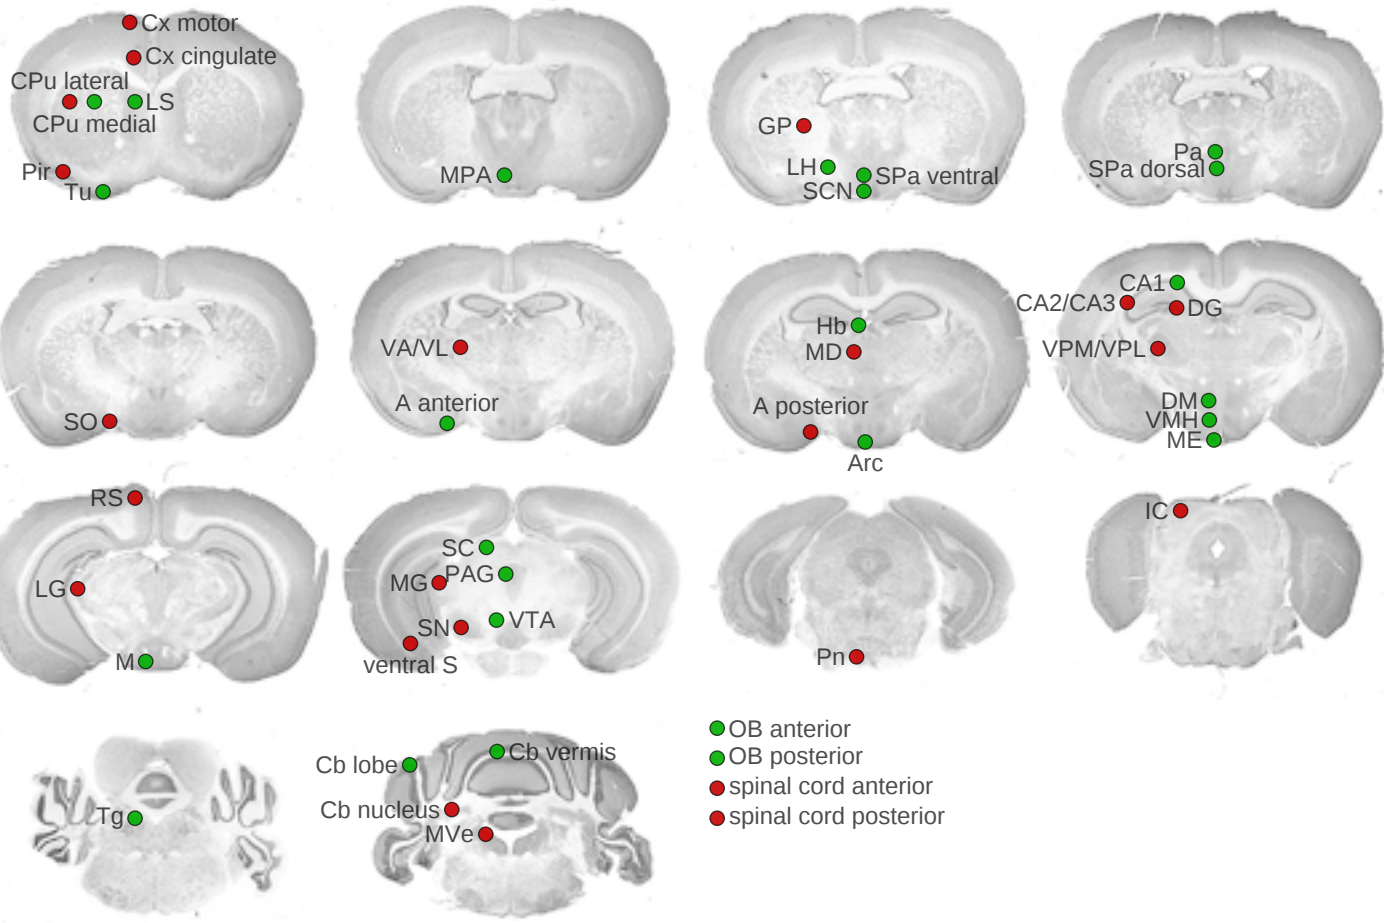 Cx motor
Cx cingulate
CPu lateral
LS
CPu medial
Pir
Tu
MPA
GP
LH
SPa ventral
SCN
Pa
SPa dorsal
SO
VA/VL
A anterior
Hb
MD
A posterior
Arc
CA1
CA2/CA3
DG
VPM/VPL
DM
VMH
ME
RS
LG
M
SC
MG
PAG
SN
VTA
ventral S
Pn
IC
Tg
Cb lobe
Cb vermis
Cb nucleus
MVe
OB anterior
OB posterior
spinal cord anterior
spinal cord posterior